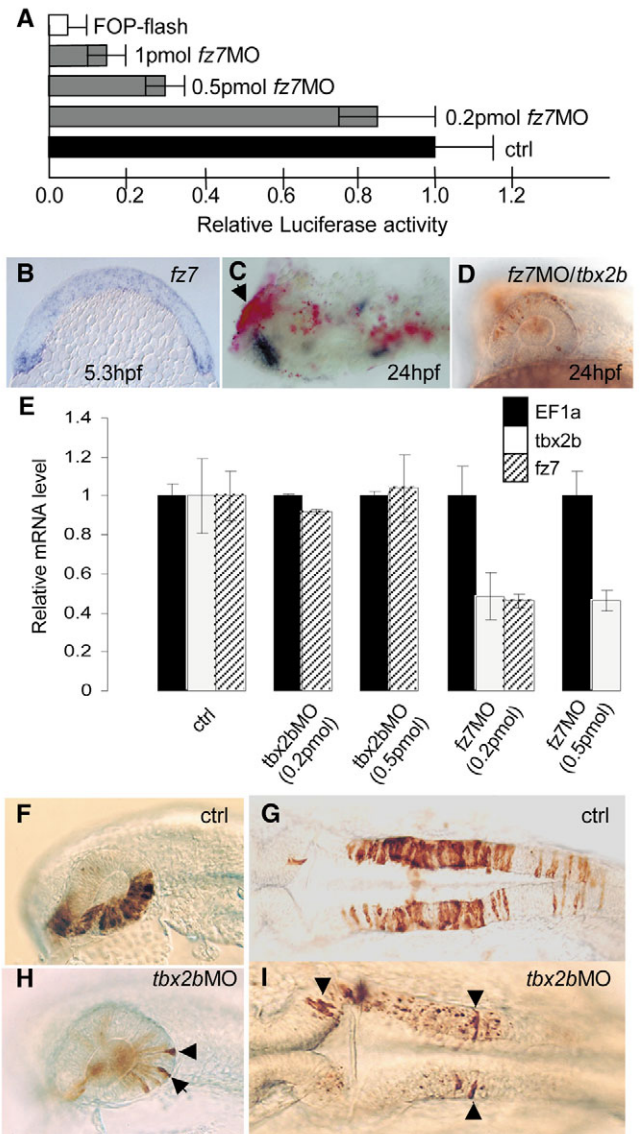 A
FOP-flash
1pmol fz7MO
0.5pmol fz7MO
0.2pmol fz7MO
ctrl
0.0 0.2 0.4 0.6 0.8 1.0 1.2
Relative Luciferase activity
B fz7 5.3hpf
C 24hpf
D fz7MO/tbx2b 24hpf
E
EF1a
tbx2b
fz7
Relative mRNA level
1.4
1.2
1
0.8
0.6
0.4
0.2
0
ctrl
tbx2bMO
(0.2pmol)
tbx2bMO
(0.5pmol)
fz7MO
(0.2pmol)
fz7MO
(0.5pmol)
F ctrl
G ctrl
H tbx2bMO
I tbx2bMO